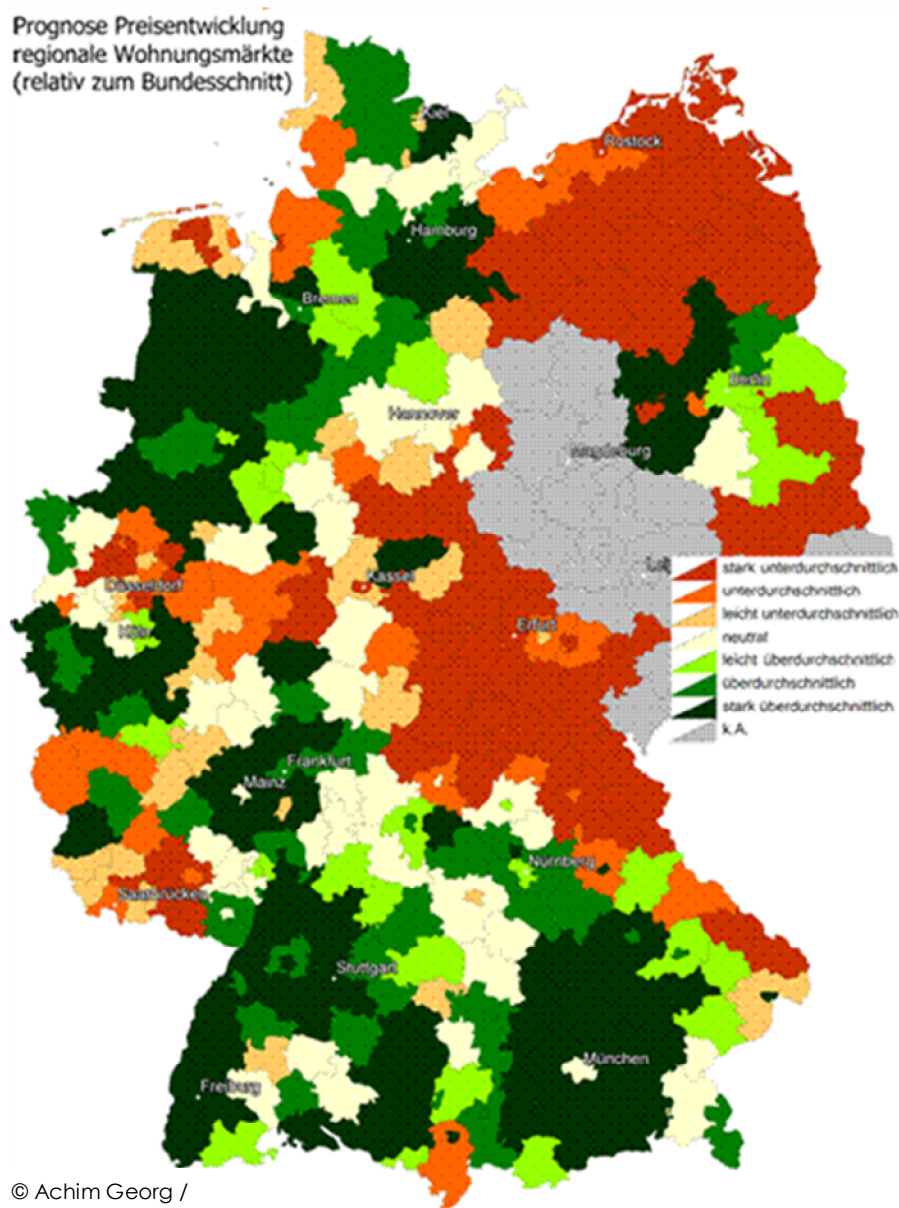 Prognose Preisentwicklung
regionale Wohnungsmärkte
(relativ zum Bundesschnitt)
Kiel
Rostock
Hamburg
Bremen
Berlin
Hannover
Magdeburg
Düsseldorf
Kassel
Köln
Erfurt
stark unterdurchschnittlich
unterdurchschnittlich
leicht unterdurchschnittlich
neutral
leicht überdurchschnittlich
überdurchschnittlich
stark überdurchschnittlich
k.A.
Frankfurt
Mainz
Nürnberg
Saarbrücken
Stuttgart
München
Freiburg
© Achim Georg /